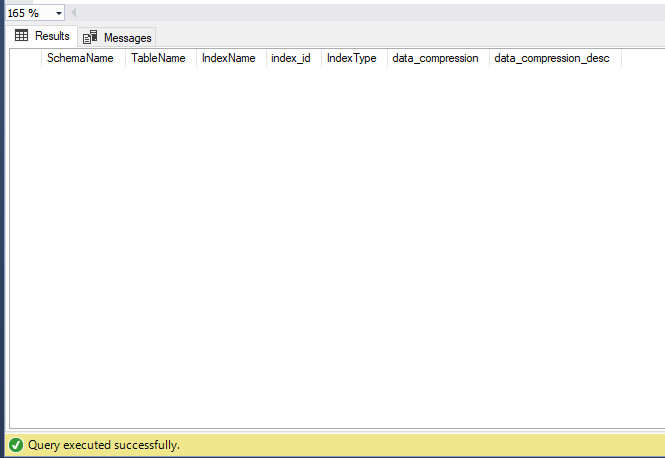 165 %
Results Messages
SchemaName TableName IndexName index_id IndexType data_compression data_compression_desc
Query executed successfully.